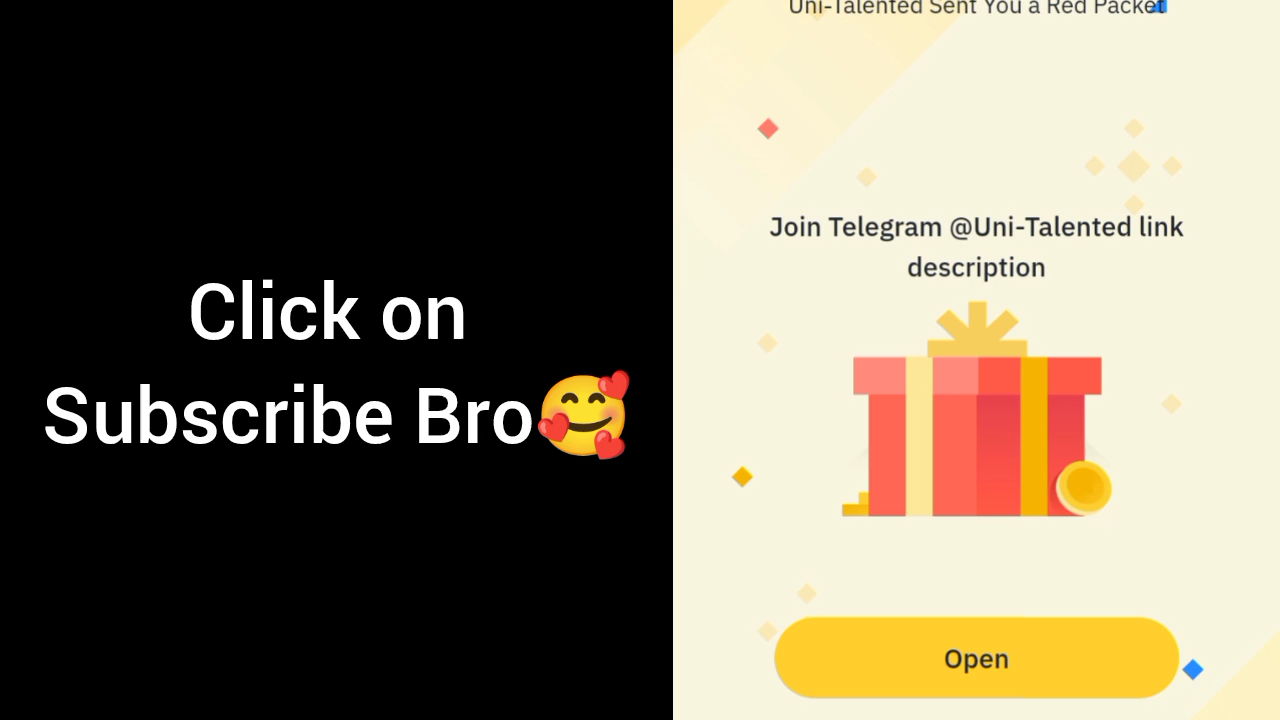 Click on
Subscribe Bro🥰
Uni-Talented Sent You a Red Packet
Join Telegram @Uni-Talented link
description
Open